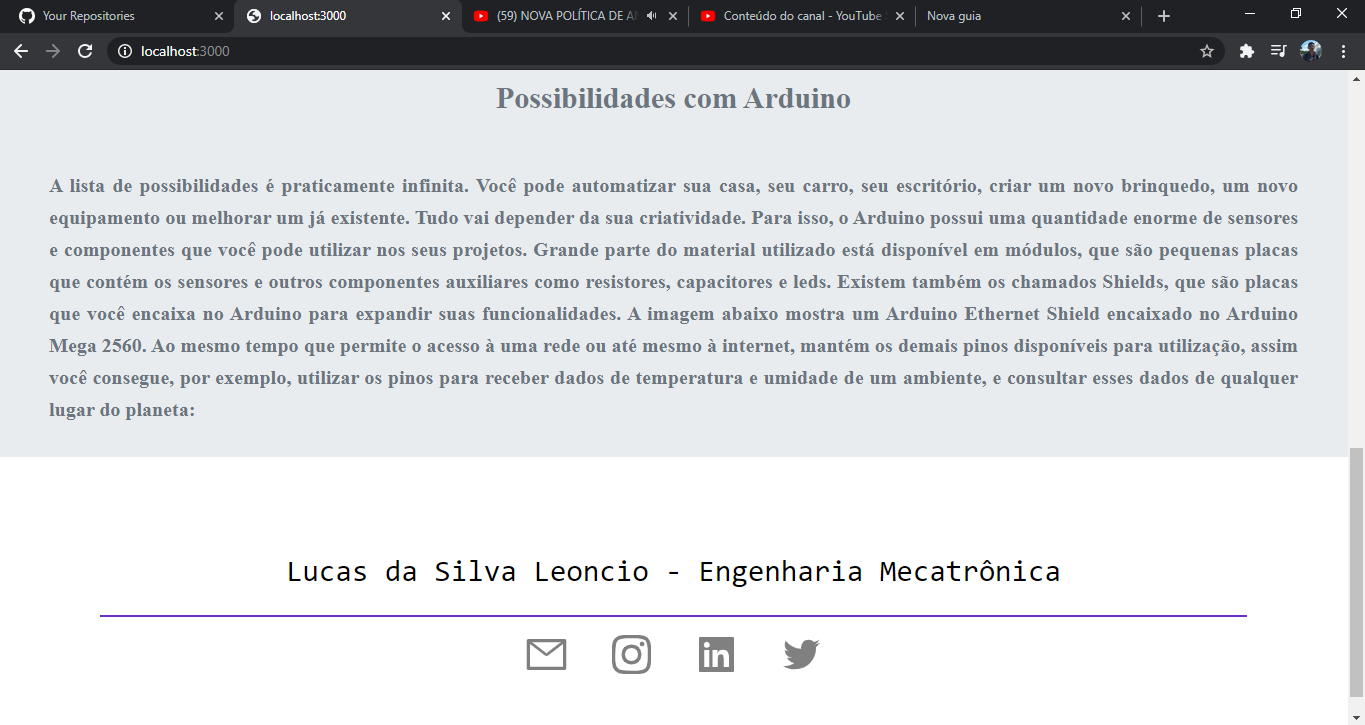 Your Repositories
localhost:3000
(59) NOVA POLÍTICA DE
Conteúdo do canal - YouTube
Nova guia
localhost:3000
Possibilidades com Arduino
A lista de possibilidades é praticamente infinita. Você pode automatizar sua casa, seu carro, seu escritório, criar um novo brinquedo, um novo
equipamento ou melhorar um já existente. Tudo vai depender da sua criatividade. Para isso, o Arduino possui uma quantidade enorme de sensores
e componentes que você pode utilizar nos seus projetos. Grande parte do material utilizado está disponível em módulos, que são pequenas placas
que contém os sensores e outros componentes auxiliares como resistores, capacitores e leds. Existem também os chamados Shields, que são placas
que você encaixa no Arduino para expandir suas funcionalidades. A imagem abaixo mostra um Arduino Ethernet Shield encaixado no Arduino
Mega 2560. Ao mesmo tempo que permite o acesso à uma rede ou até mesmo à internet, mantém os demais pinos disponíveis para utilização, assim
você consegue, por exemplo, utilizar os pinos para receber dados de temperatura e umidade de um ambiente, e consultar esses dados de qualquer
lugar do planeta:
Lucas da Silva Leoncio - Engenharia Mecatrônica
in